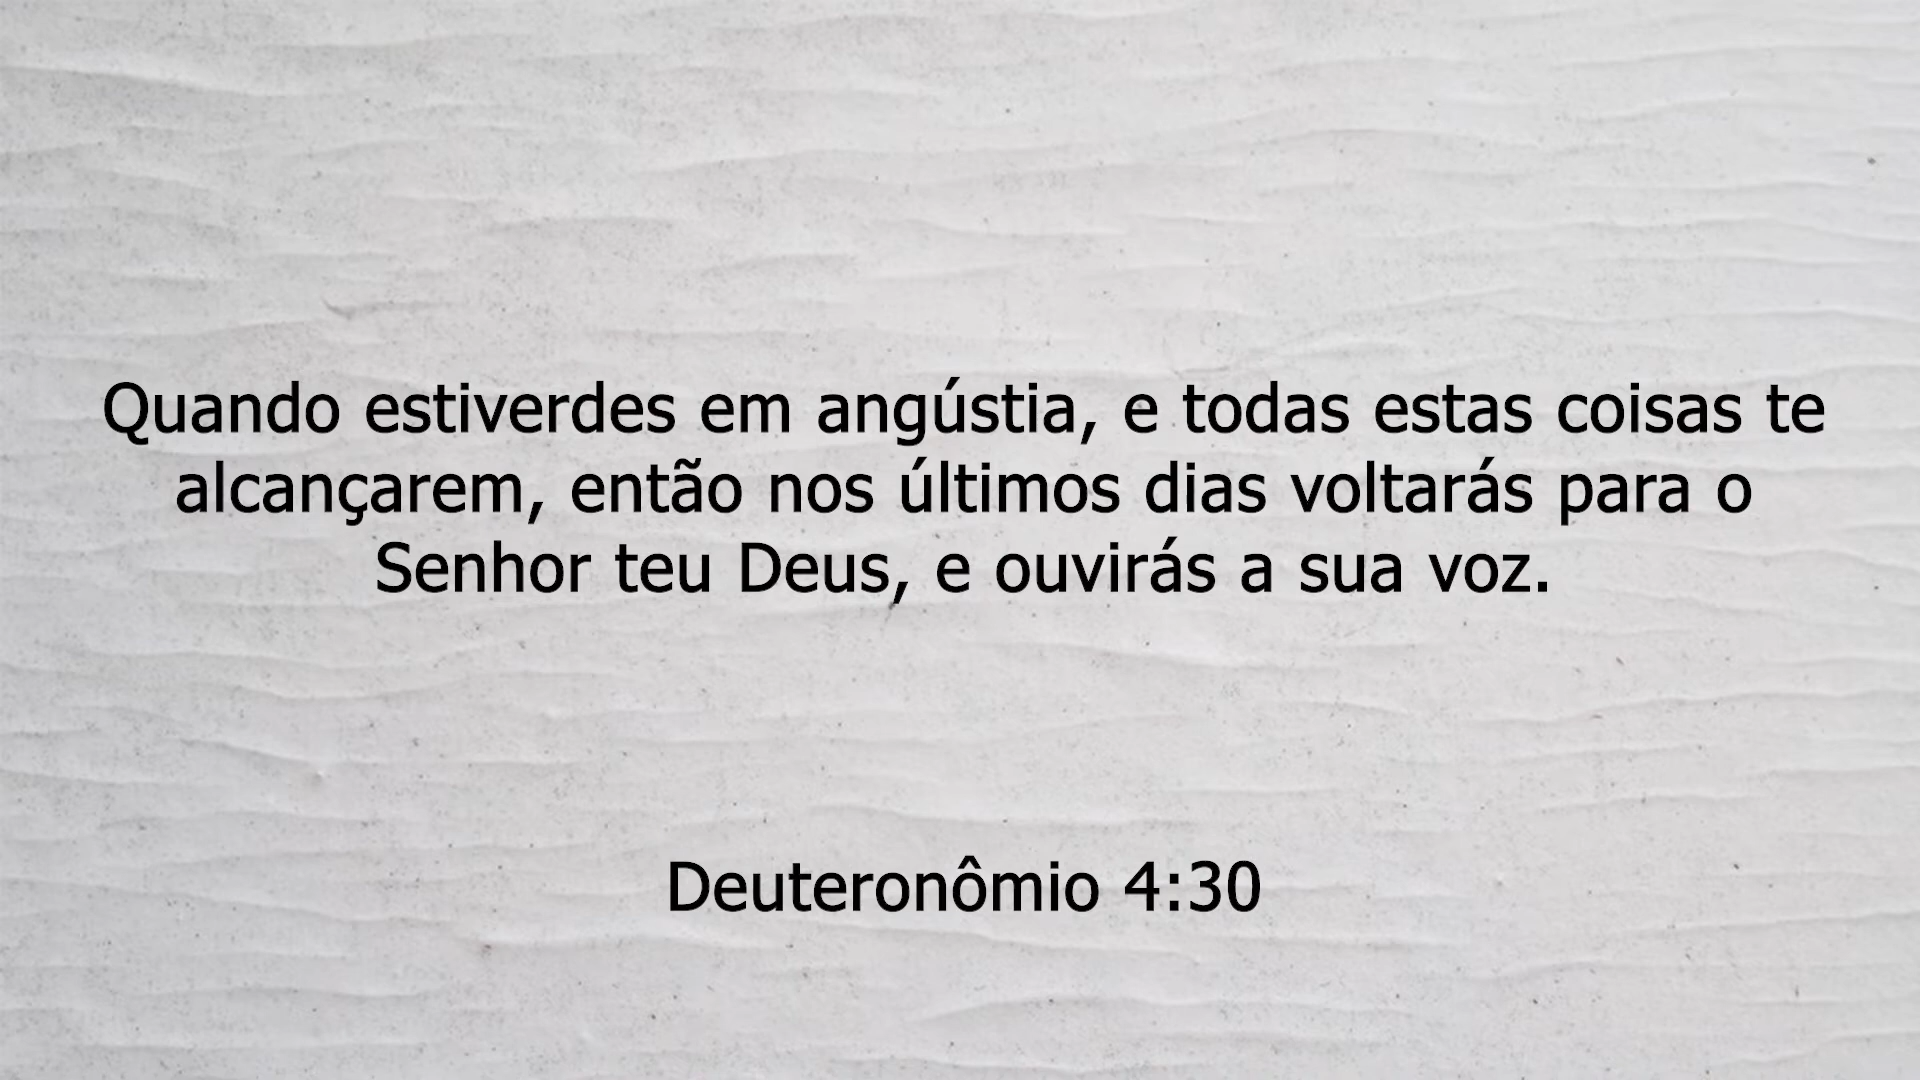 Quando estiverdes em angústia, e todas estas coisas te
alcançarem, então nos últimos dias voltarás para o
Senhor teu Deus, e ouvirás a sua voz.
Deuteronômio 4:30